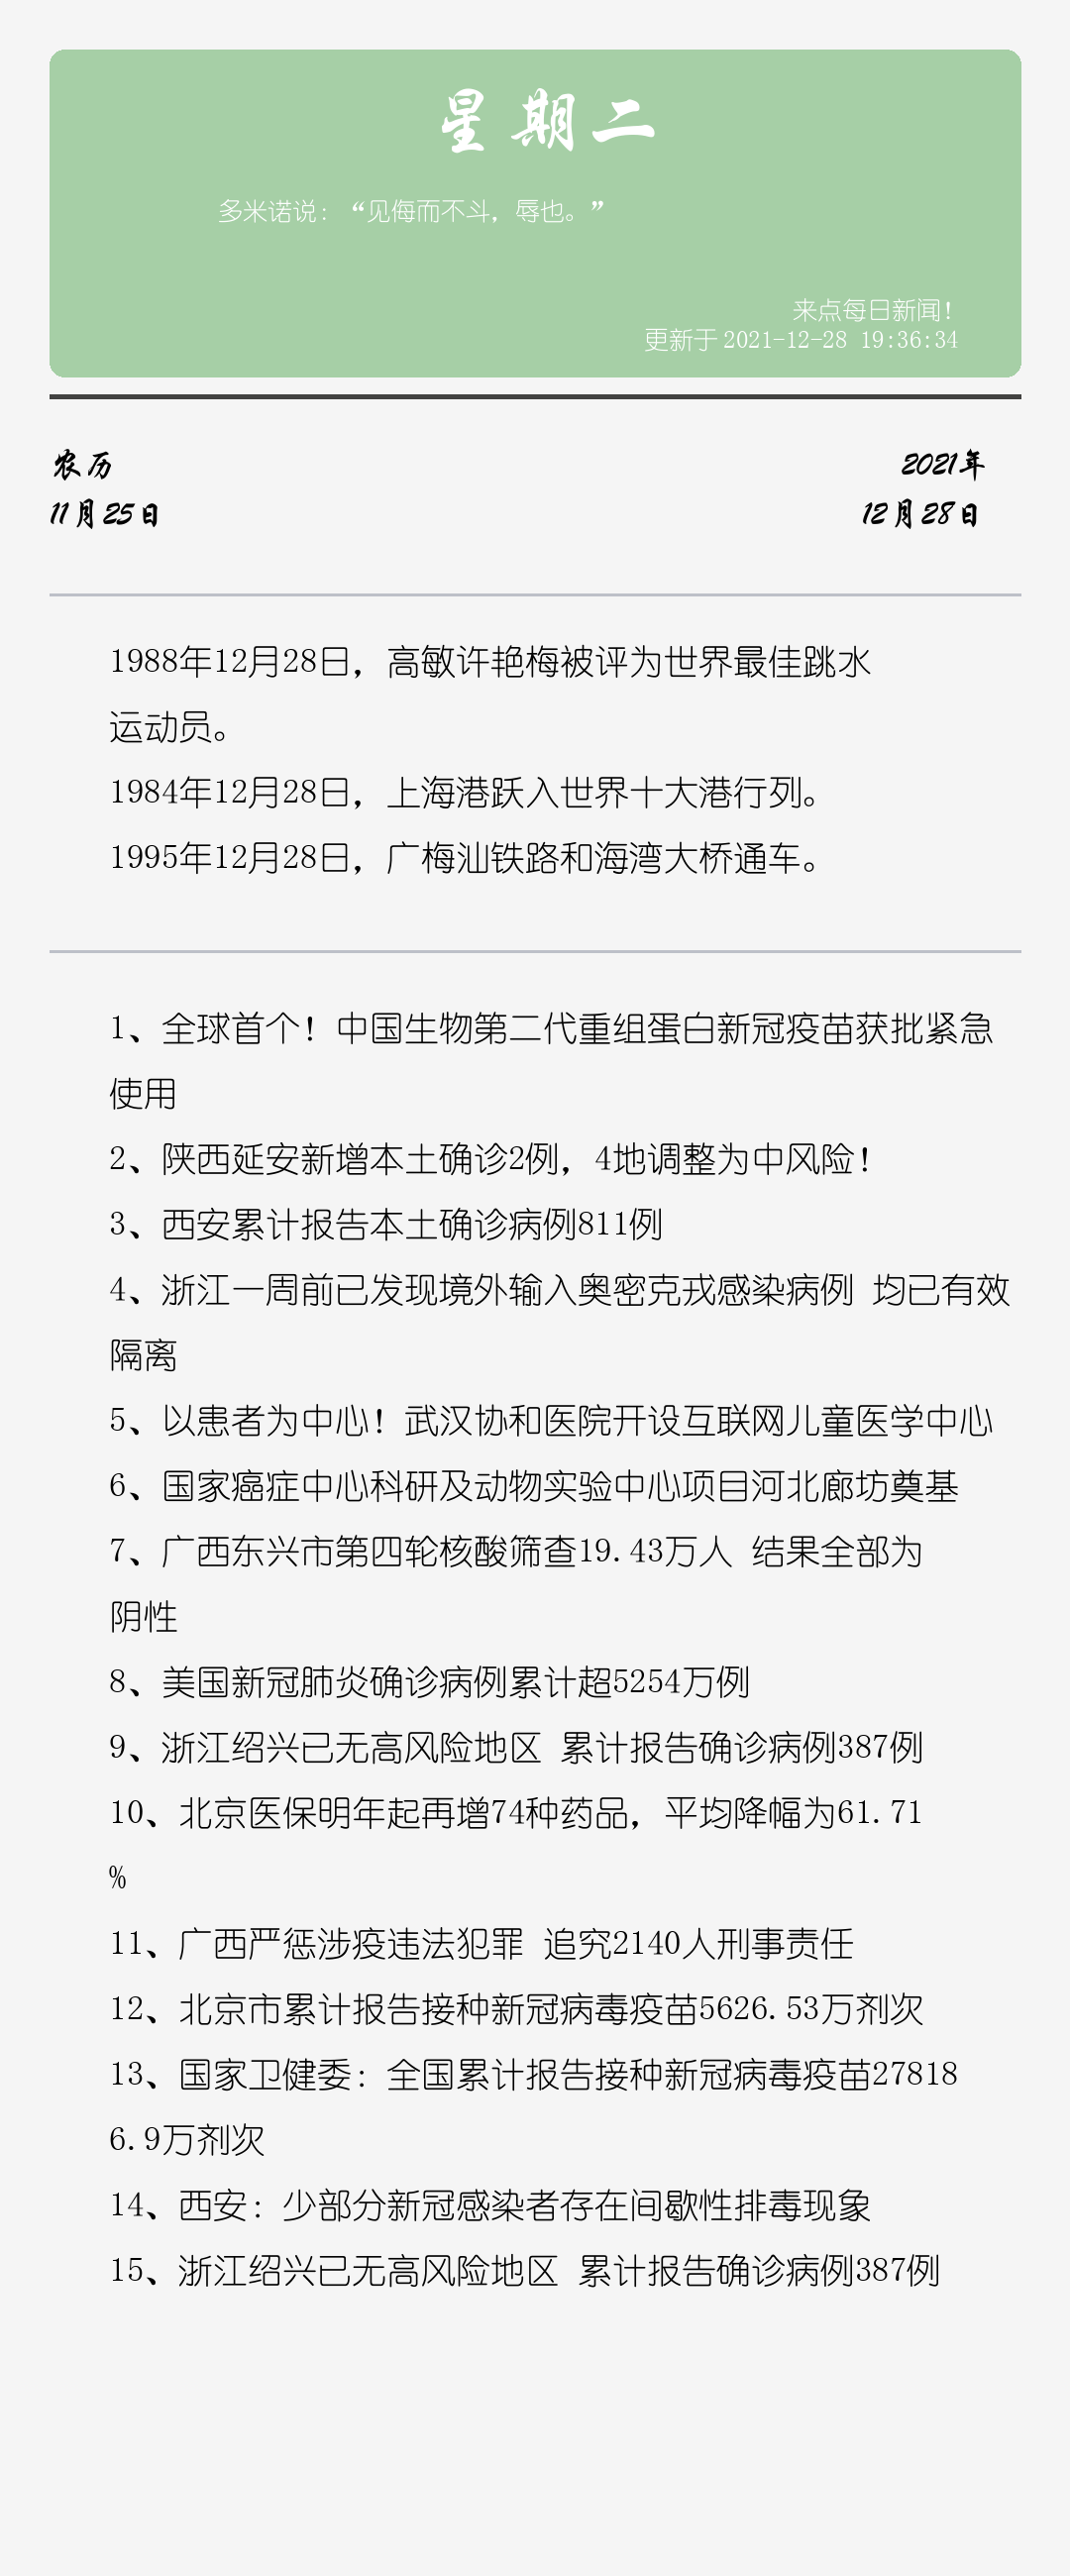 星期二
多米诺说：“见侮而不斗，辱也。”
来点每日新闻！
更新于 2021-12-28 19:36:34
农历
2021年
11月25日
12月28日
1988年12月28日，高敏许艳梅被评为世界最佳跳水
运动员。
1984年12月28日，上海港跃入世界十大港行列。
1995年12月28日，广梅汕铁路和海湾大桥通车。
1、全球首个！中国生物第二代重组蛋白新冠疫苗获批紧急
使用
2、陕西延安新增本土确诊2例，4地调整为中风险！
3、西安累计报告本土确诊病例811例
4、浙江一周前已发现境外输入奥密克戎感染病例 均已有效
隔离
5、以患者为中心！武汉协和医院开设互联网儿童医学中心
6、国家癌症中心科研及动物实验中心项目河北廊坊奠基
7、广西东兴市第四轮核酸筛查19.43万人 结果全部为
阴性
8、美国新冠肺炎确诊病例累计超5254万例
9、浙江绍兴已无高风险地区 累计报告确诊病例387例
10、北京医保明年起再增74种药品，平均降幅为61.71
%
11、广西严惩涉疫违法犯罪 追究2140人刑事责任
12、北京市累计报告接种新冠病毒疫苗5626.53万剂次
13、国家卫健委：全国累计报告接种新冠病毒疫苗27818
6.9万剂次
14、西安：少部分新冠感染者存在间歇性排毒现象
15、浙江绍兴已无高风险地区 累计报告确诊病例387例